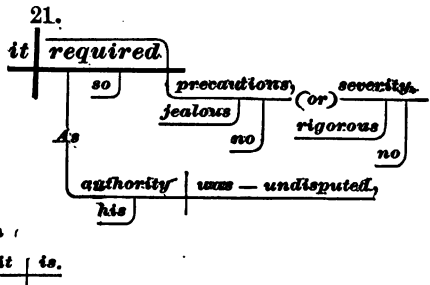 21.
it required
so precautions, (or) severity.
jealous rigorous
no no
As
authority was — undisputed,
his
it is.